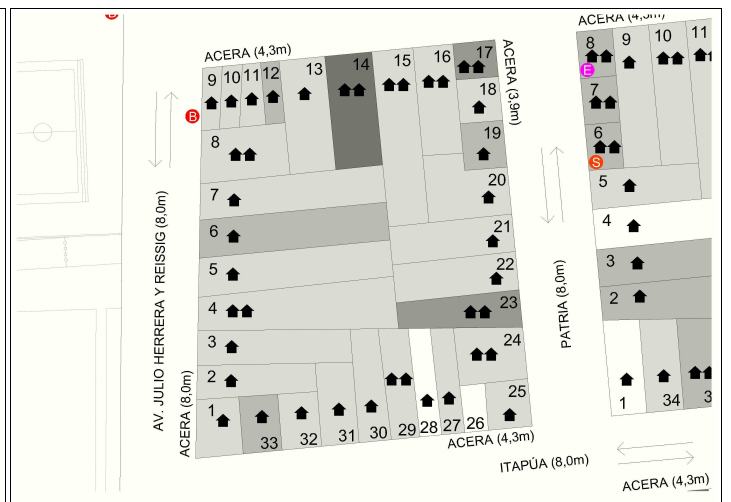 ACERA (4,3m)
9 10 11 12 13 14 15 16 17
ACERA (3,9m)
B
8
18
19
7
20
6
21
5
22
4
23
3
24
2
25
1
33 32 31 30 29 28 27 26
AV. JULIO HERRERA Y REISSIG (8,0m)
ACERA (8,0m)
ACERA (4,3m)
PATRIA (8,0m)
ITAPÚA (8,0m)
ACERA (4,3m)
ACERA (4,3m)
8 9 10 11
E
7
6
S
5
4
3
2
1 34